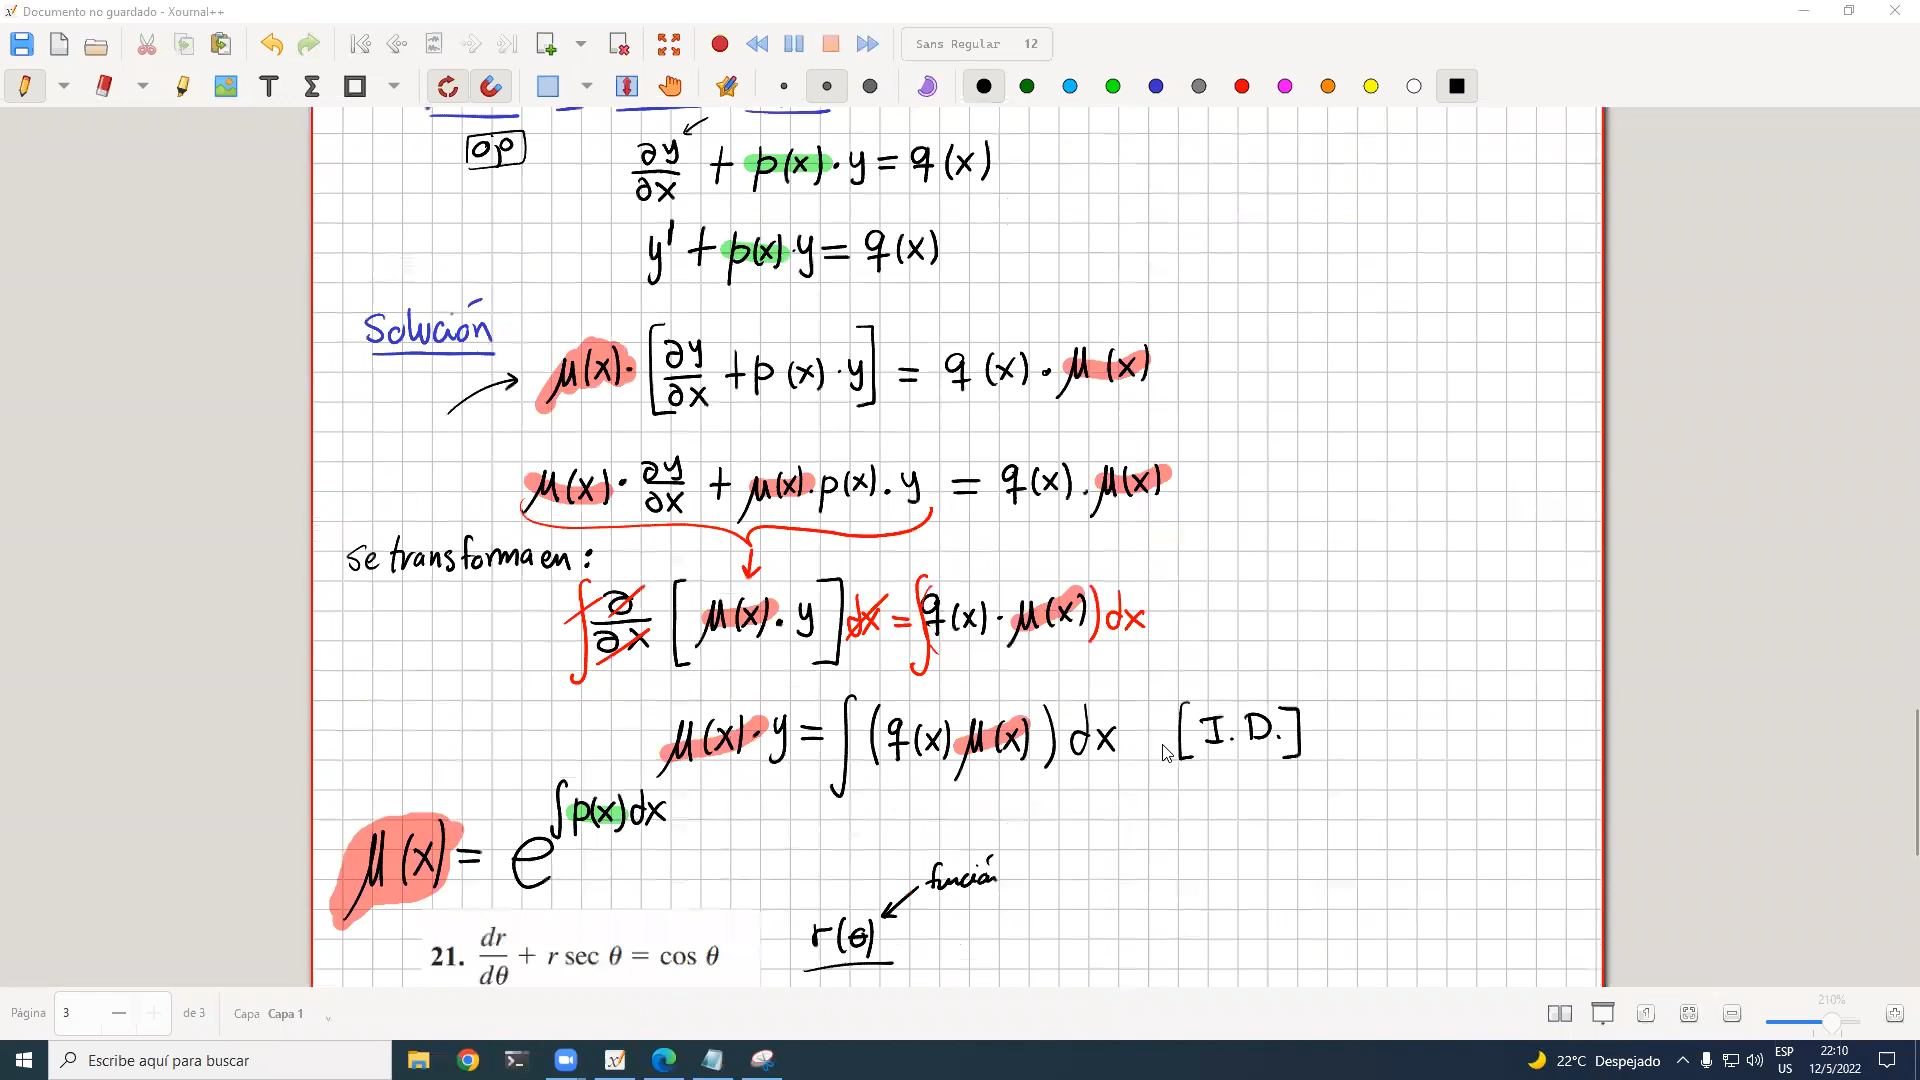 Documento no guardado - Xournal++
Sans Regular 12
op
∂y/∂x + p(x)·y = q(x)
y' + p(x)·y = q(x)
Solución
μ(x)·[∂y/∂x + p(x)·y] = q(x)·μ(x)
μ(x)·∂y/∂x + μ(x)·p(x)·y = q(x)·μ(x)
se transforma en:
∫ ∂/∂x [μ(x)·y] dx = ∫(q(x)·μ(x)) dx
μ(x)·y = ∫(q(x) μ(x)) dx [I.D.]
μ(x) = e^∫p(x)dx
función
r(θ)
21. dr/dθ + r sec θ = cos θ
Página 3 de 3 Capa Capa 1
210%
Escribe aquí para buscar
22°C Despejado
ESP
US
22:10
12/5/2022